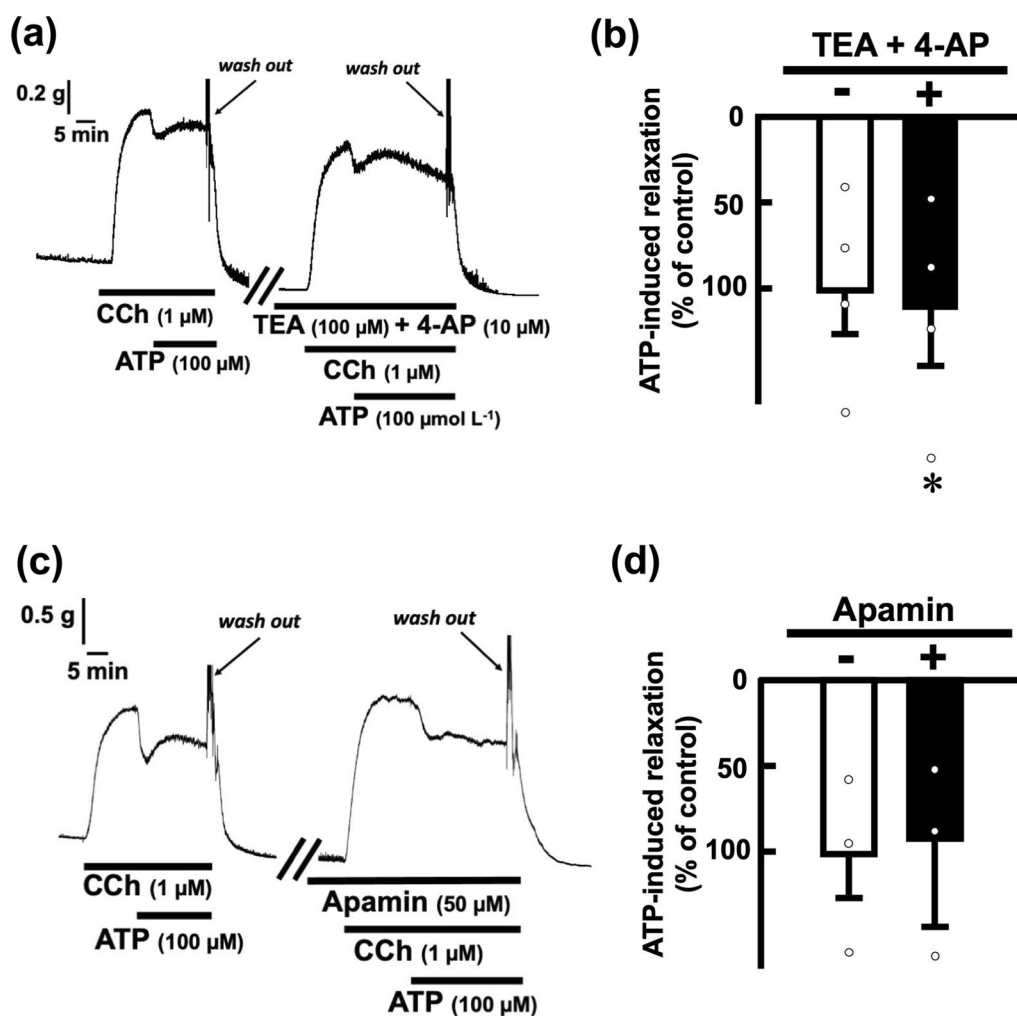 (a)
wash out
wash out
0.2 g
5 min
CCh (1 µM)
ATP (100 µM)
TEA (100 µM) + 4-AP (10 µM)
CCh (1 µM)
ATP (100 µmol L⁻¹)
(b)
TEA + 4-AP
- +
ATP-induced relaxation
(% of control)
0
50
100
*
(c)
wash out
wash out
0.5 g
5 min
CCh (1 µM)
ATP (100 µM)
Apamin (50 µM)
CCh (1 µM)
ATP (100 µM)
(d)
Apamin
- +
ATP-induced relaxation
(% of control)
0
50
100